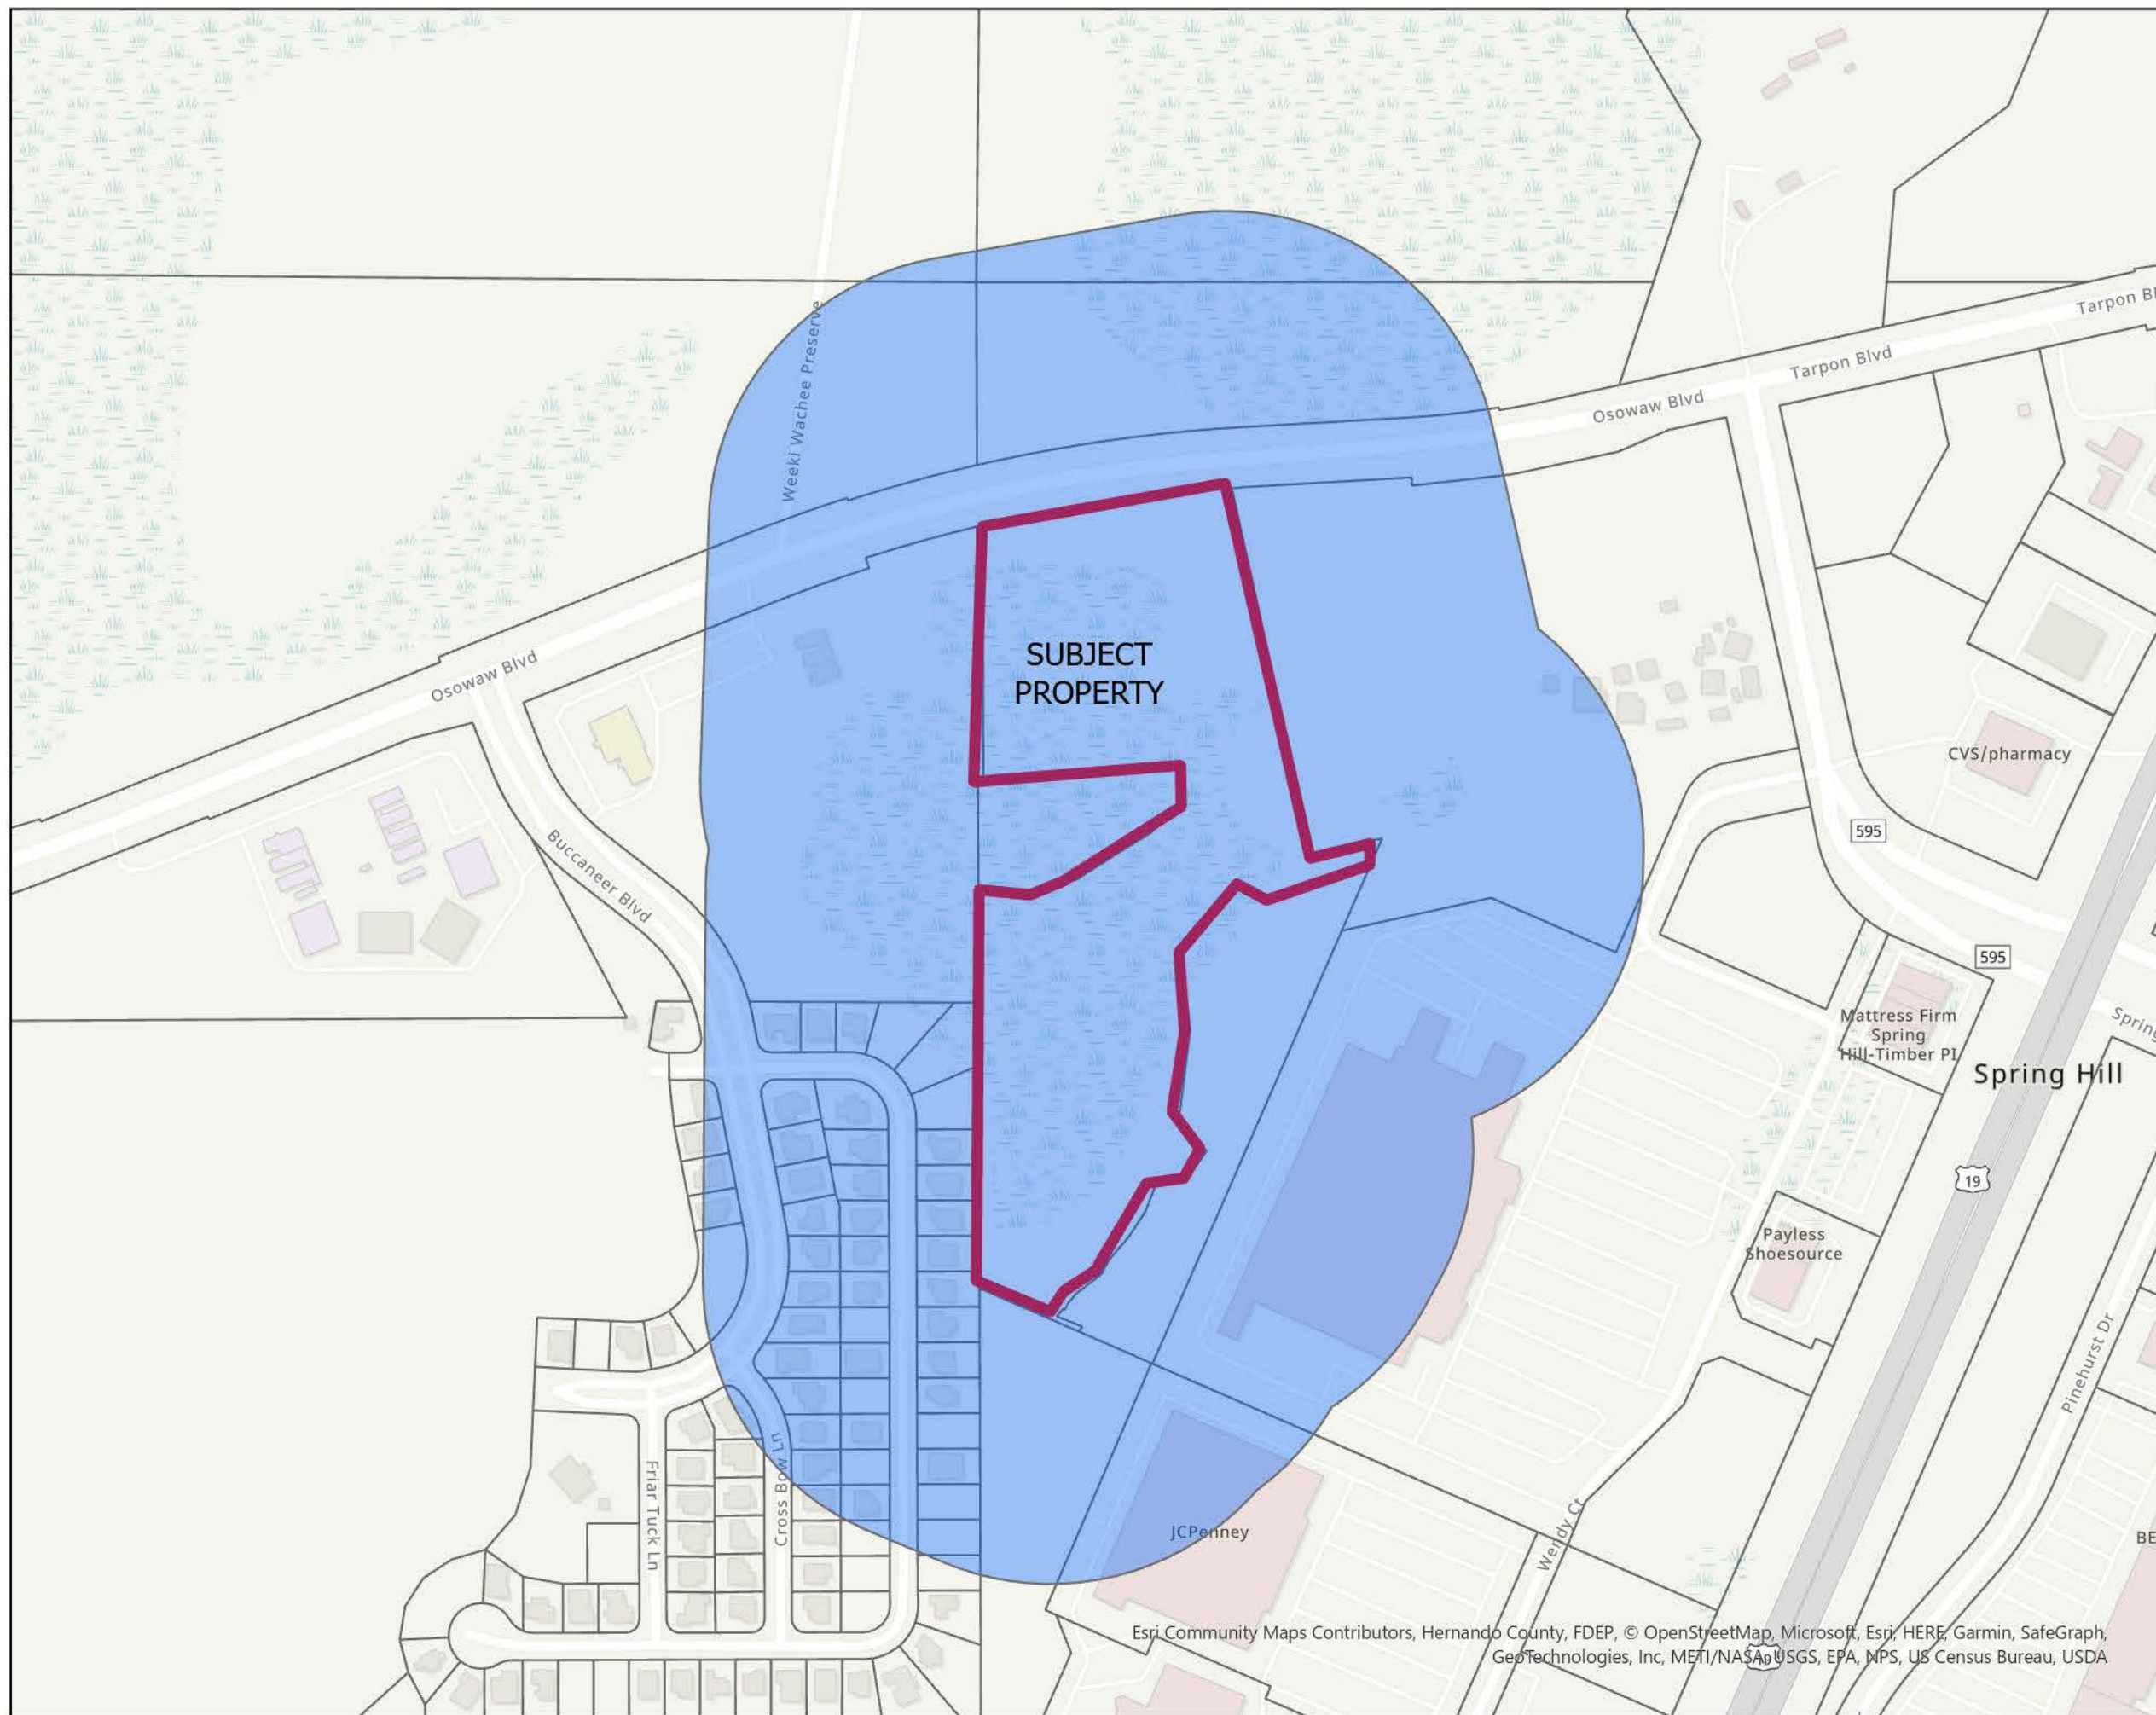 Tarpon Bl
Tarpon Blvd
Osowaw Blvd
Weeki Wachee Preserve
SUBJECT
PROPERTY
Osowaw Blvd
CVS/pharmacy
595
Buccaneer Blvd
595
Mattress Firm
Spring
Hill-Timber Pl
Spring
Spring Hill
19
Payless
Shoesource
Pinehurst Dr
Friar Tuck Ln
Cross Bow Ln
JCPenney
Wendy Ct
BE
Esri Community Maps Contributors, Hernando County, FDEP, © OpenStreetMap, Microsoft, Esri, HERE, Garmin, SafeGraph,
GeoTechnologies, Inc, METI/NASA, USGS, EPA, NPS, US Census Bureau, USDA
19